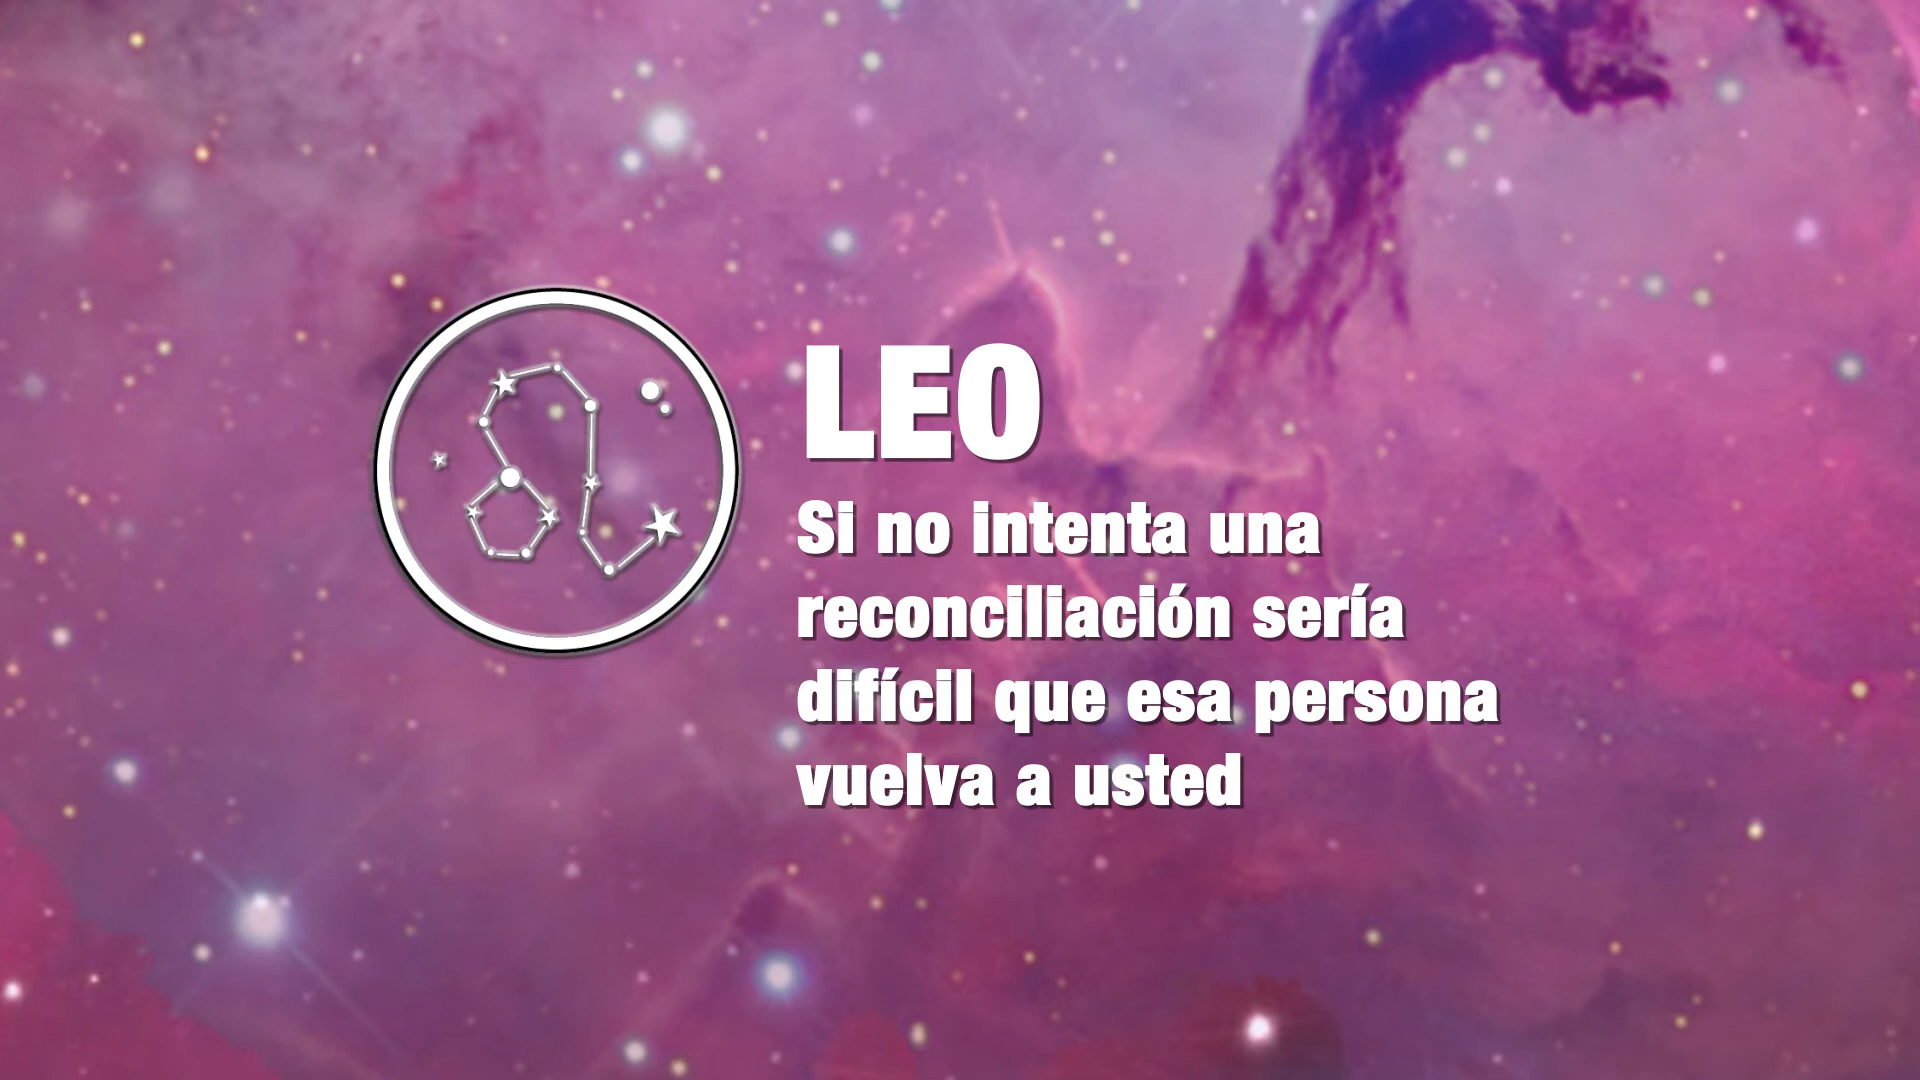 LEO
Si no intenta una
reconciliación sería
difícil que esa persona
vuelva a usted